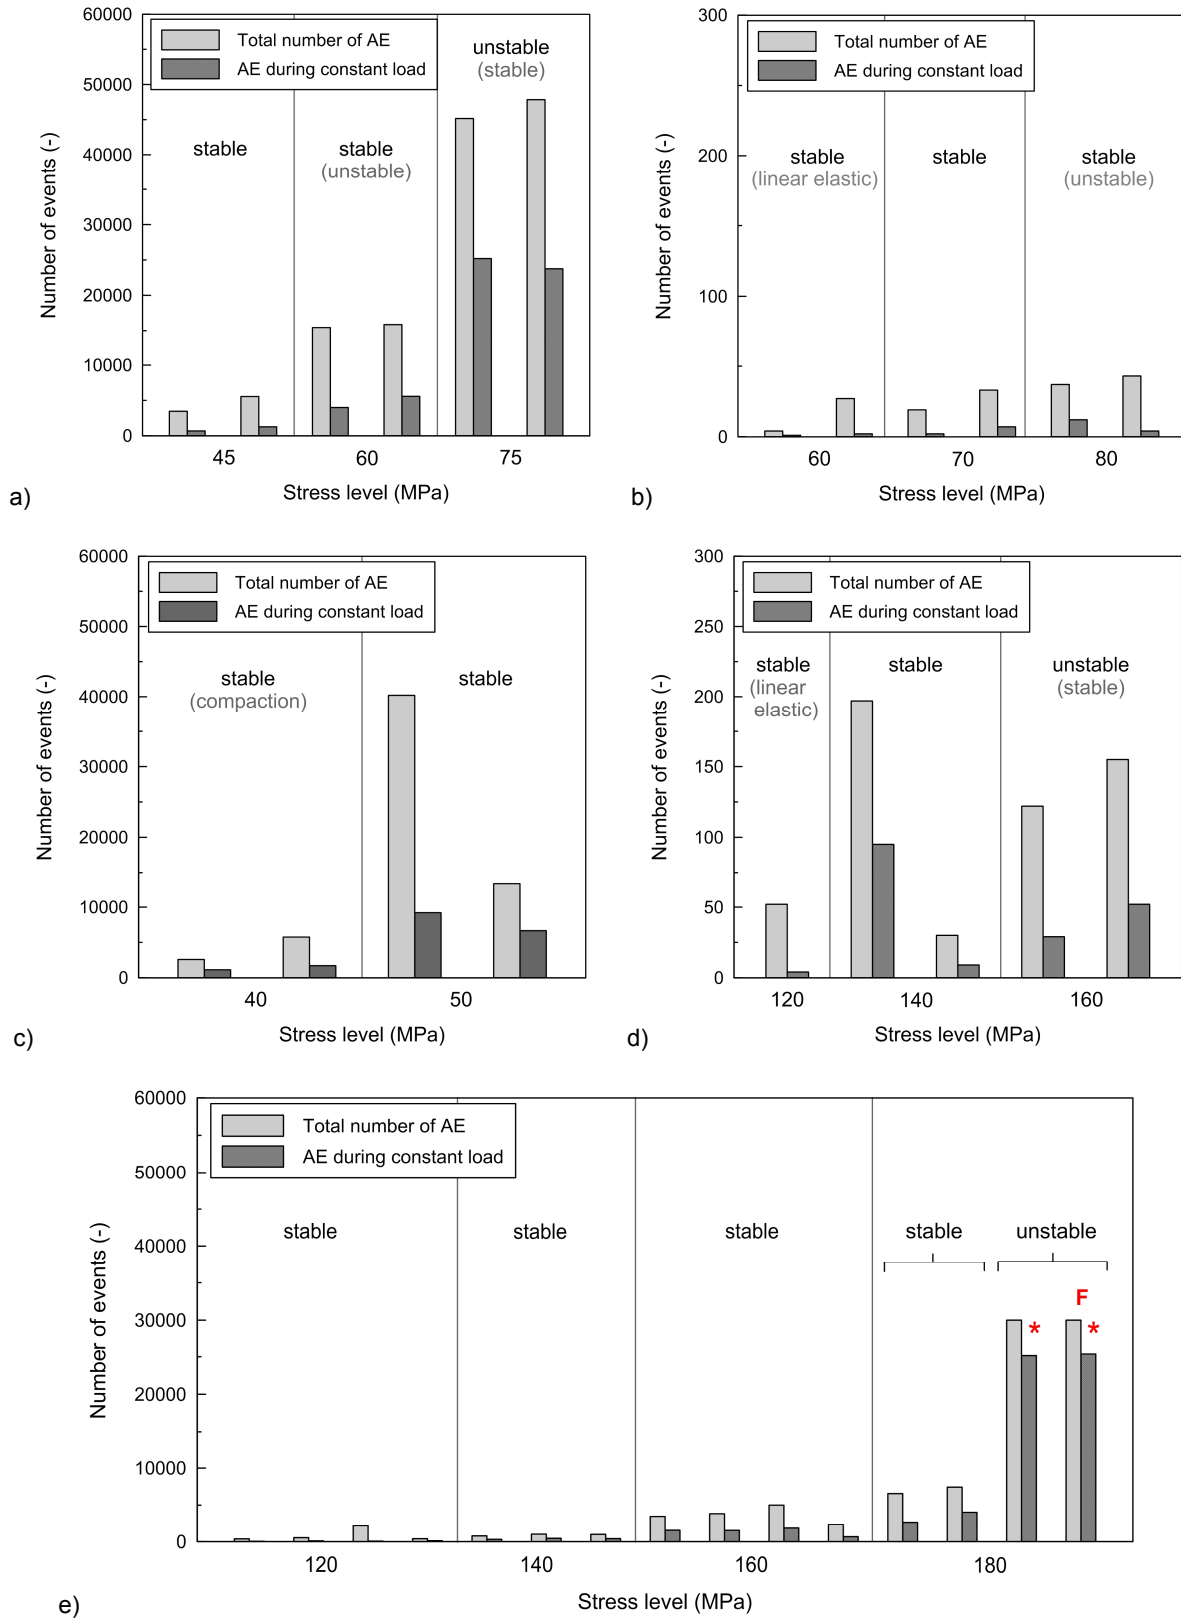 60000
50000
40000
30000
20000
10000
0
Number of events (-)
Total number of AE
AE during constant load
stable
stable
(unstable)
unstable
(stable)
45
60
75
Stress level (MPa)
a)
300
200
100
0
Number of events (-)
Total number of AE
AE during constant load
stable
(linear elastic)
stable
stable
(unstable)
60
70
80
Stress level (MPa)
b)
60000
50000
40000
30000
20000
10000
0
Number of events (-)
Total number of AE
AE during constant load
stable
(compaction)
stable
40
50
Stress level (MPa)
c)
300
250
200
150
100
50
0
Number of events (-)
Total number of AE
AE during constant load
stable
(linear
elastic)
stable
unstable
(stable)
120
140
160
Stress level (MPa)
d)
60000
50000
40000
30000
20000
10000
0
Number of events (-)
Total number of AE
AE during constant load
stable
stable
stable
stable
unstable
F
*
*
120
140
160
180
Stress level (MPa)
e)